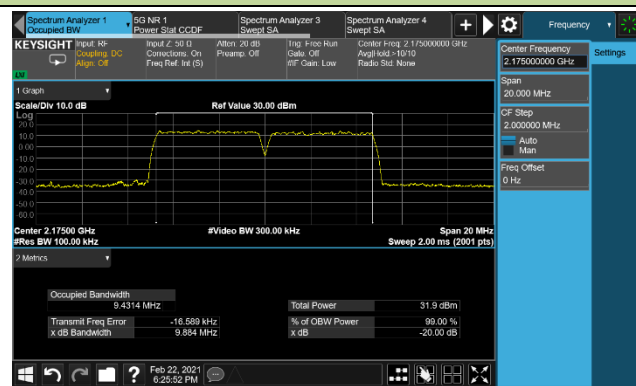 Spectrum Analyzer 1
Occupied BW
5G NR 1
Power Stat CCDF
Spectrum Analyzer 3
Swept SA
Spectrum Analyzer 4
Swept SA
+
Frequency
KEYSIGHT
Input: RF
Coupling: DC
Align: Off
Input Z: 50 Ω
Corrections: On
Freq Ref: Int (S)
Atten: 20 dB
Preamp: Off
Trig: Free Run
Gate: Off
#IF Gain: Low
Center Freq: 2.175000000 GHz
Avg|Hold:>10/10
Radio Std: None
Center Frequency
2.175000000 GHz
Settings
Span
20.000 MHz
CF Step
2.000000 MHz
Auto
Man
Freq Offset
0 Hz
1 Graph
Scale/Div 10.0 dB
Ref Value 30.00 dBm
Log
20.0
10.0
0.00
-10.0
-20.0
-30.0
-40.0
-50.0
-60.0
Center 2.17500 GHz
#Video BW 300.00 kHz
Span 20 MHz
#Res BW 100.00 kHz
Sweep 2.00 ms (2001 pts)
2 Metrics
Occupied Bandwidth
9.4314 MHz
Total Power
31.9 dBm
Transmit Freq Error
-16.589 kHz
% of OBW Power
99.00 %
x dB Bandwidth
9.884 MHz
x dB
-20.00 dB
?
Feb 22, 2021
6:25:52 PM